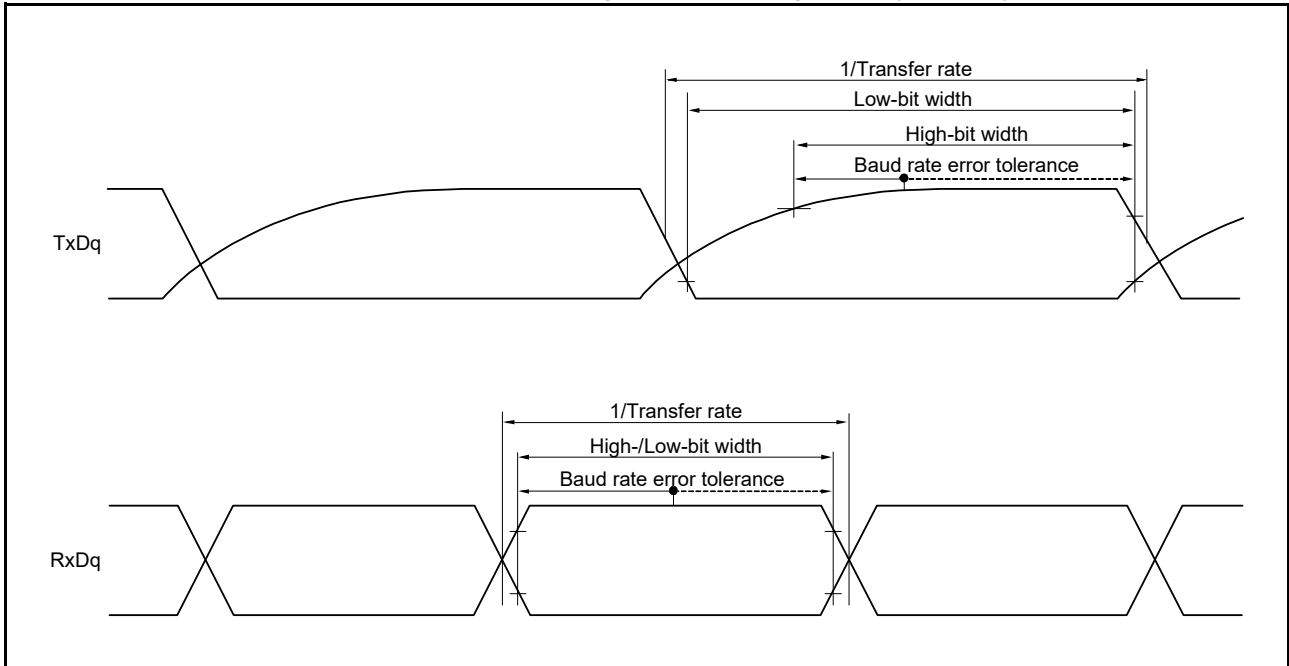 1/Transfer rate
Low-bit width
High-bit width
Baud rate error tolerance
TxDq
1/Transfer rate
High-/Low-bit width
Baud rate error tolerance
RxDq